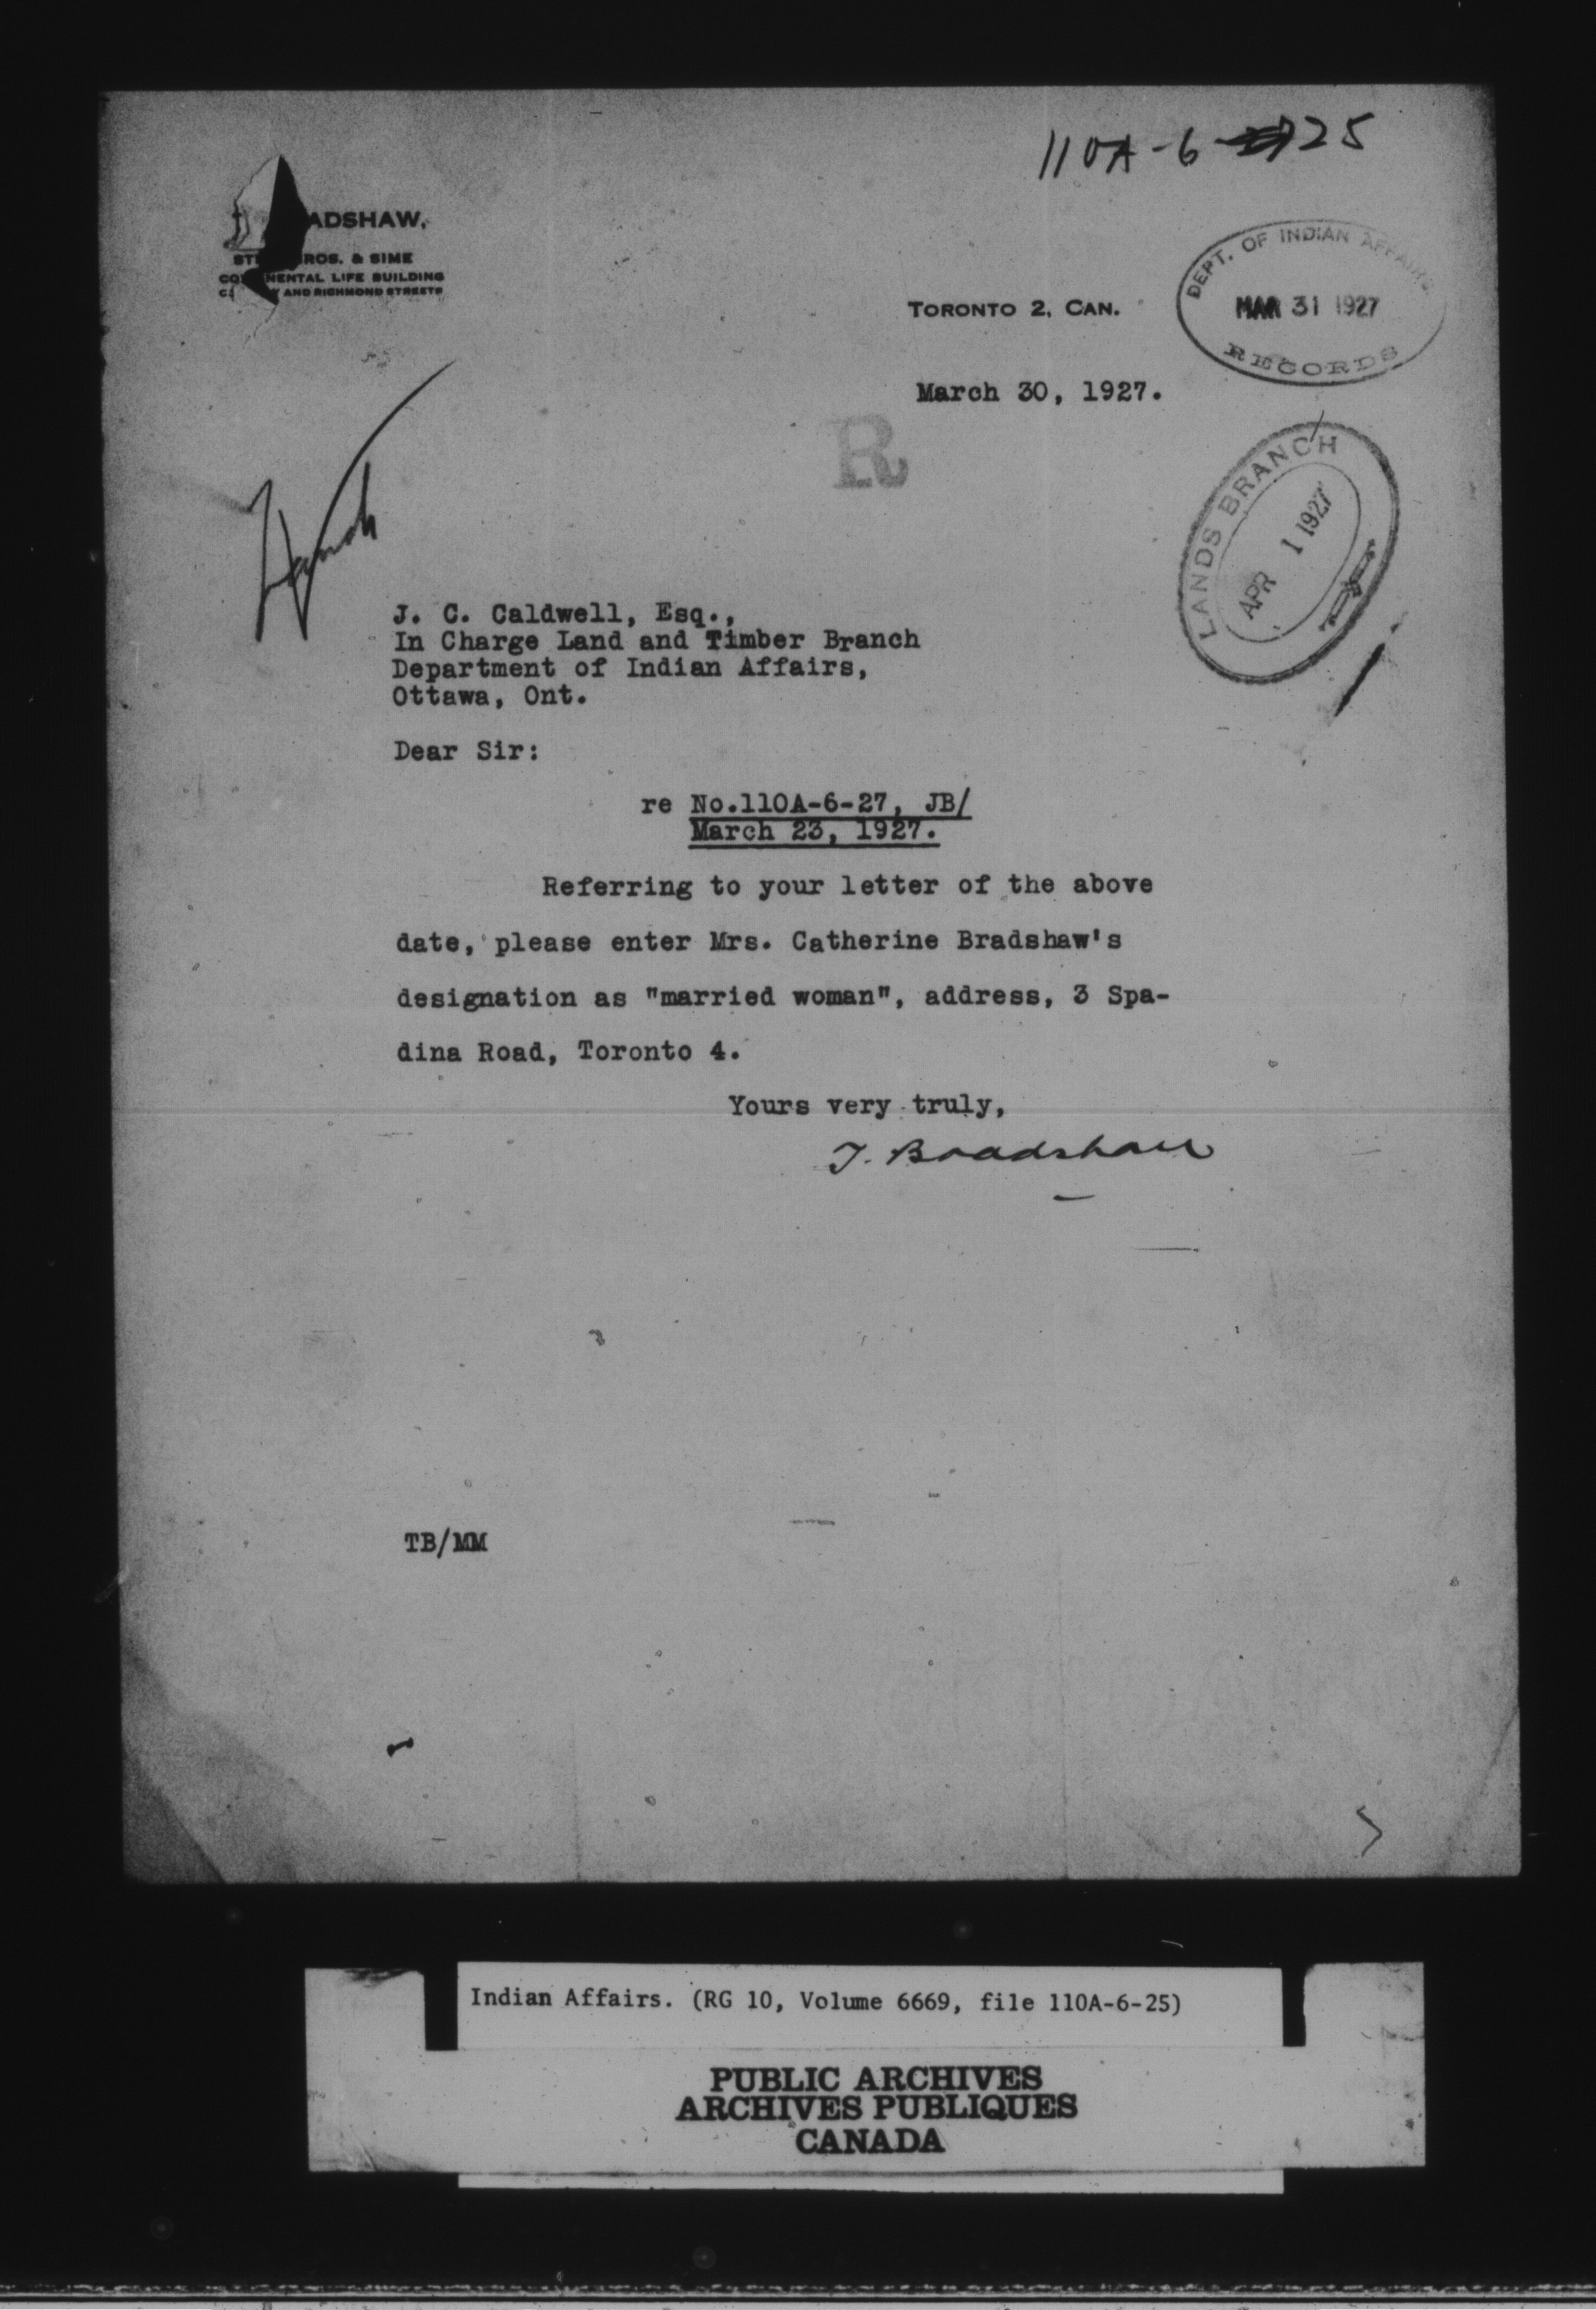 110A-6-25
ADSHAW,
ROS. & SIME
NENTAL LIFE BUILDING
AND RICHMOND STREETS
TORONTO 2, CAN.
DEPT. OF INDIAN AFFAIRS
MAR 31 1927
RECORDS
March 30, 1927.
R
LANDS BRANCH
APR 1 1927
J. C. Caldwell, Esq.,
In Charge Land and Timber Branch
Department of Indian Affairs,
Ottawa, Ont.
Dear Sir:
re No.110A-6-27, JB/
March 23, 1927.
Referring to your letter of the above
date, please enter Mrs. Catherine Bradshaw's
designation as "married woman", address, 3 Spa-
dina Road, Toronto 4.
Yours very truly,
T. Bradshaw
TB/MM
Indian Affairs. (RG 10, Volume 6669, file 110A-6-25)
PUBLIC ARCHIVES
ARCHIVES PUBLIQUES
CANADA